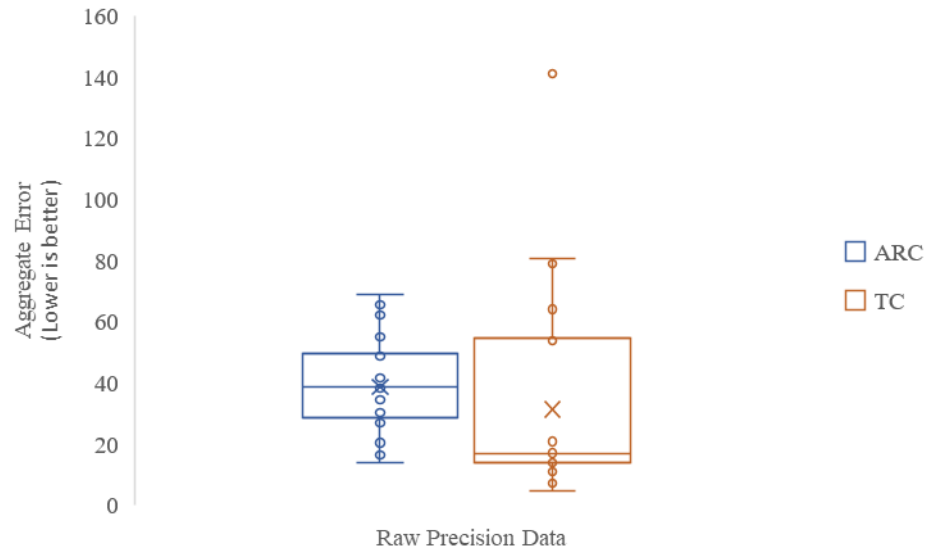 160
140
120
100
80
60
40
20
0
Aggregate Error
(Lower is better)
Raw Precision Data
ARC
TC